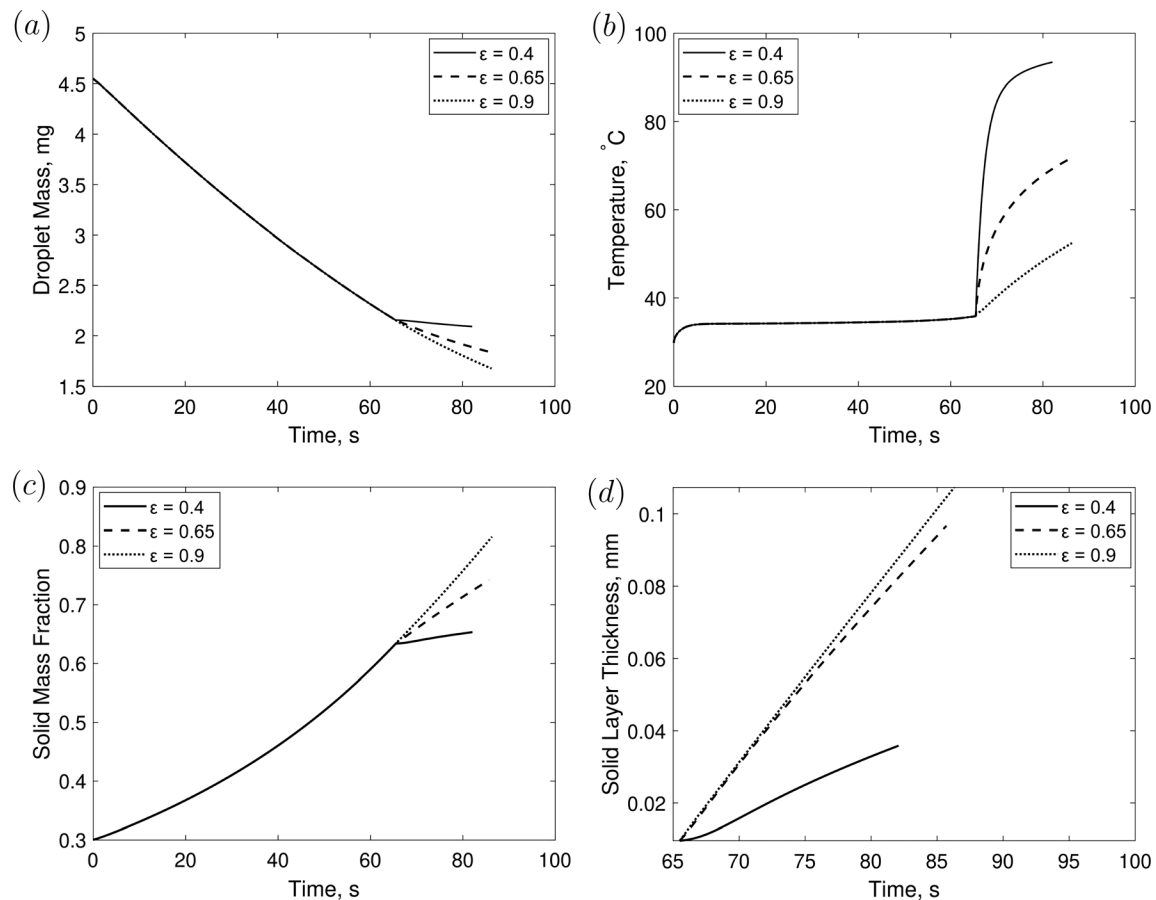 (a)
Droplet Mass, mg
4.5
4
3.5
3
2.5
2
1.5
0 20 40 60 80 100
Time, s
ε = 0.4
ε = 0.65
ε = 0.9
(b)
Temperature, °C
100
80
60
40
20
0 20 40 60 80 100
Time, s
ε = 0.4
ε = 0.65
ε = 0.9
(c)
Solid Mass Fraction
0.9
0.8
0.7
0.6
0.5
0.4
0.3
0 20 40 60 80 100
Time, s
ε = 0.4
ε = 0.65
ε = 0.9
(d)
Solid Layer Thickness, mm
0.1
0.08
0.06
0.04
0.02
65 70 75 80 85 90 95 100
Time, s
ε = 0.4
ε = 0.65
ε = 0.9